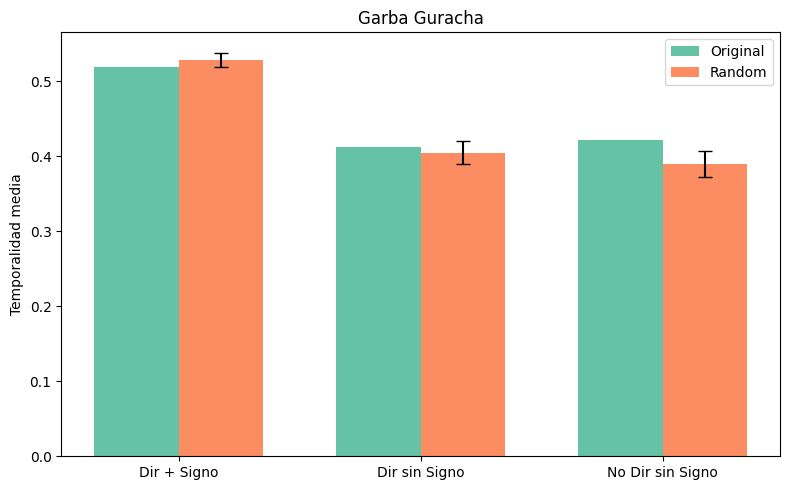 Garba Guracha
Original
Random
Temporalidad media
0.5
0.4
0.3
0.2
0.1
0.0
Dir + Signo
Dir sin Signo
No Dir sin Signo